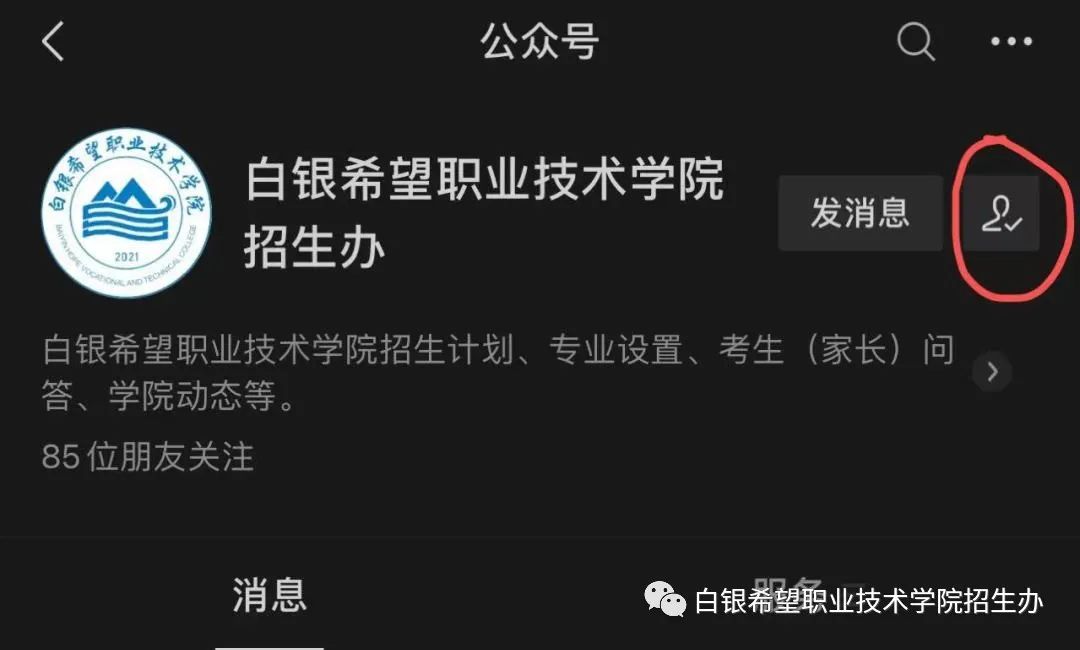 公众号
白银希望职业技术学院
白银希望职业技术学院
招生办
发消息
BAIYIN HOPE VOCATIONAL AND TECHNICAL COLLEGE
2021
白银希望职业技术学院招生计划、专业设置、考生（家长）问
答、学院动态等。
85位朋友关注
消息
服务
白银希望职业技术学院招生办